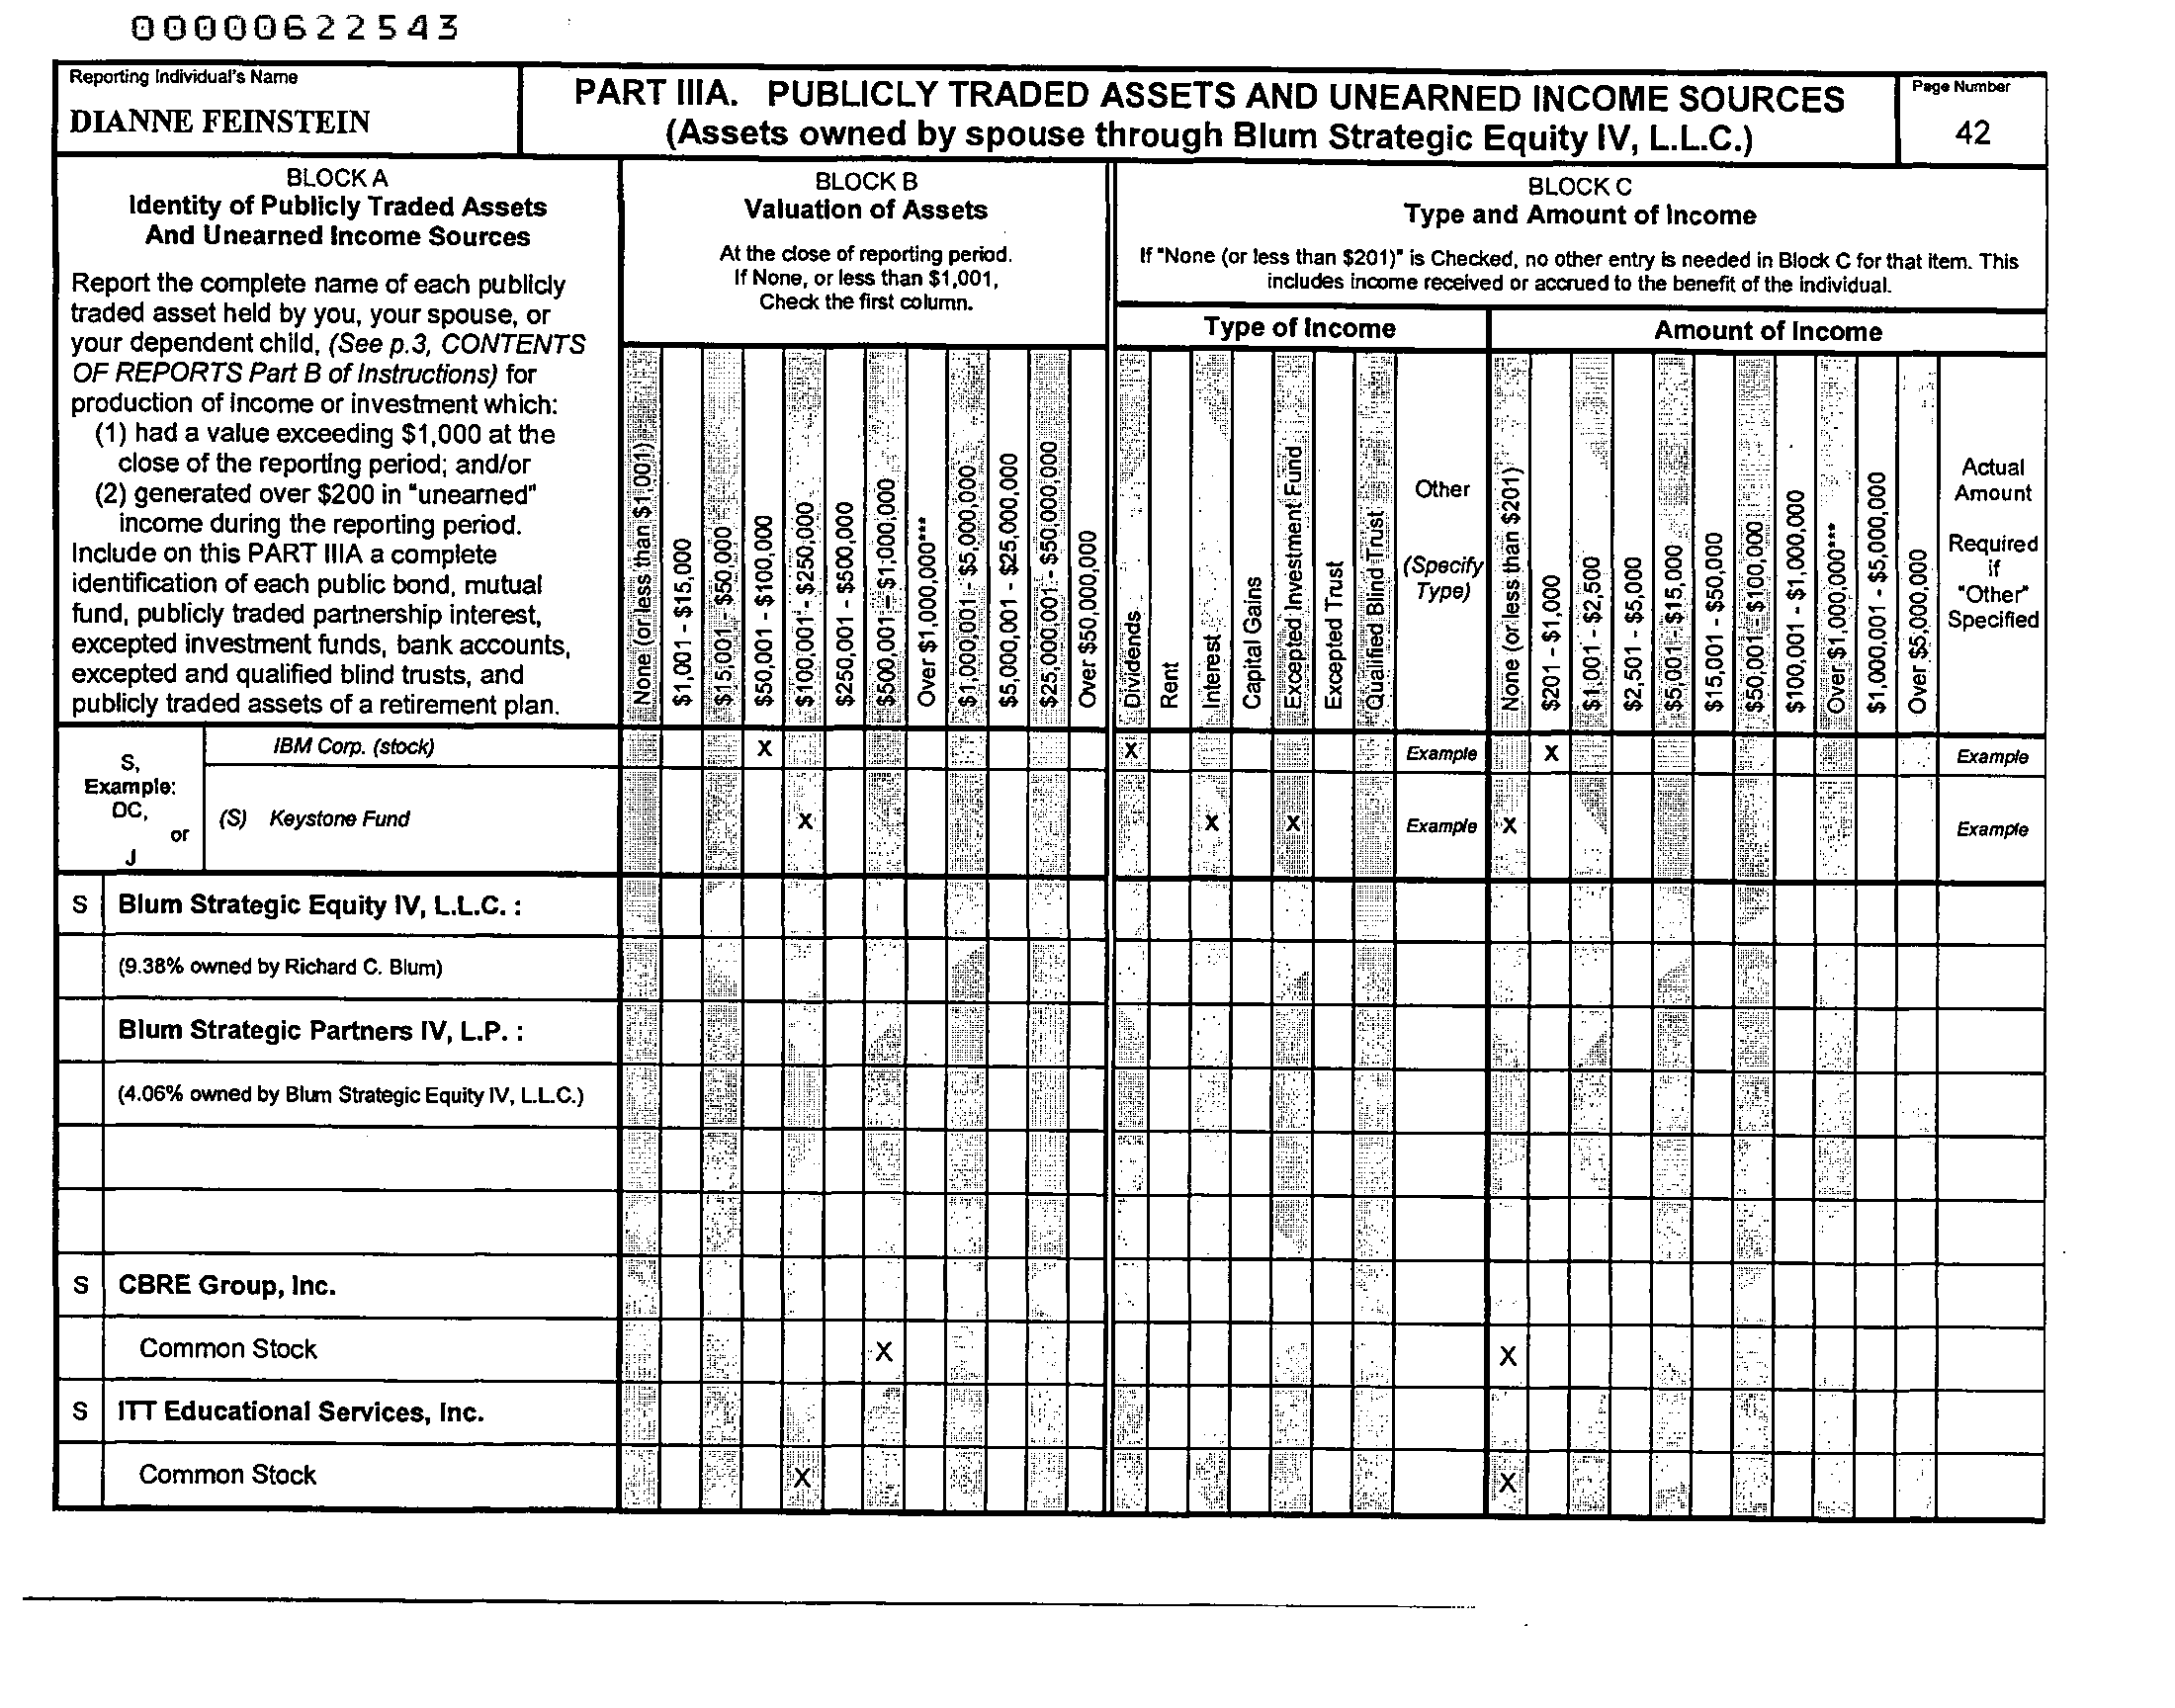 00000622543
Reporting Individual's Name
DIANNE FEINSTEIN
PART IIIA. PUBLICLY TRADED ASSETS AND UNEARNED INCOME SOURCES
(Assets owned by spouse through Blum Strategic Equity IV, L.L.C.)
Page Number
42
BLOCK A
Identity of Publicly Traded Assets
And Unearned Income Sources
Report the complete name of each publicly
traded asset held by you, your spouse, or
your dependent child, (See p.3, CONTENTS
OF REPORTS Part B of Instructions) for
production of income or investment which:
(1) had a value exceeding $1,000 at the
close of the reporting period; and/or
(2) generated over $200 in "unearned"
income during the reporting period.
Include on this PART IIIA a complete
identification of each public bond, mutual
fund, publicly traded partnership interest,
excepted investment funds, bank accounts,
excepted and qualified blind trusts, and
publicly traded assets of a retirement plan.
BLOCK B
Valuation of Assets
At the close of reporting period.
If None, or less than $1,001,
Check the first column.
None (or less than $1,001)
$1,001 - $15,000
$15,001 - $50,000
$50,001 - $100,000
$100,001 - $250,000
$250,001 - $500,000
$500,001 - $1,000,000
Over $1,000,000***
$1,000,001 - $5,000,000
$5,000,001 - $25,000,000
$25,000,001 - $50,000,000
Over $50,000,000
BLOCK C
Type and Amount of Income
If "None (or less than $201)" is Checked, no other entry is needed in Block C for that item. This
includes income received or accrued to the benefit of the individual.
Type of Income
Dividends
Rent
Interest
Capital Gains
Excepted Investment Fund
Excepted Trust
Qualified Blind Trust
Other
(Specify
Type)
Amount of Income
None (or less than $201)
$201 - $1,000
$1,001 - $2,500
$2,501 - $5,000
$5,001 - $15,000
$15,001 - $50,000
$50,001 - $100,000
$100,001 - $1,000,000
Over $1,000,000***
$1,000,001 - $5,000,000
Over $5,000,000
Actual
Amount
Required
if
"Other"
Specified
S,
Example:
DC,
or
J
IBM Corp. (stock) X X Example X Example
(S) Keystone Fund X X X Example X Example
S Blum Strategic Equity IV, L.L.C. :
(9.38% owned by Richard C. Blum)
Blum Strategic Partners IV, L.P. :
(4.06% owned by Blum Strategic Equity IV, L.L.C.)
S CBRE Group, Inc.
Common Stock X X
S ITT Educational Services, Inc.
Common Stock X X